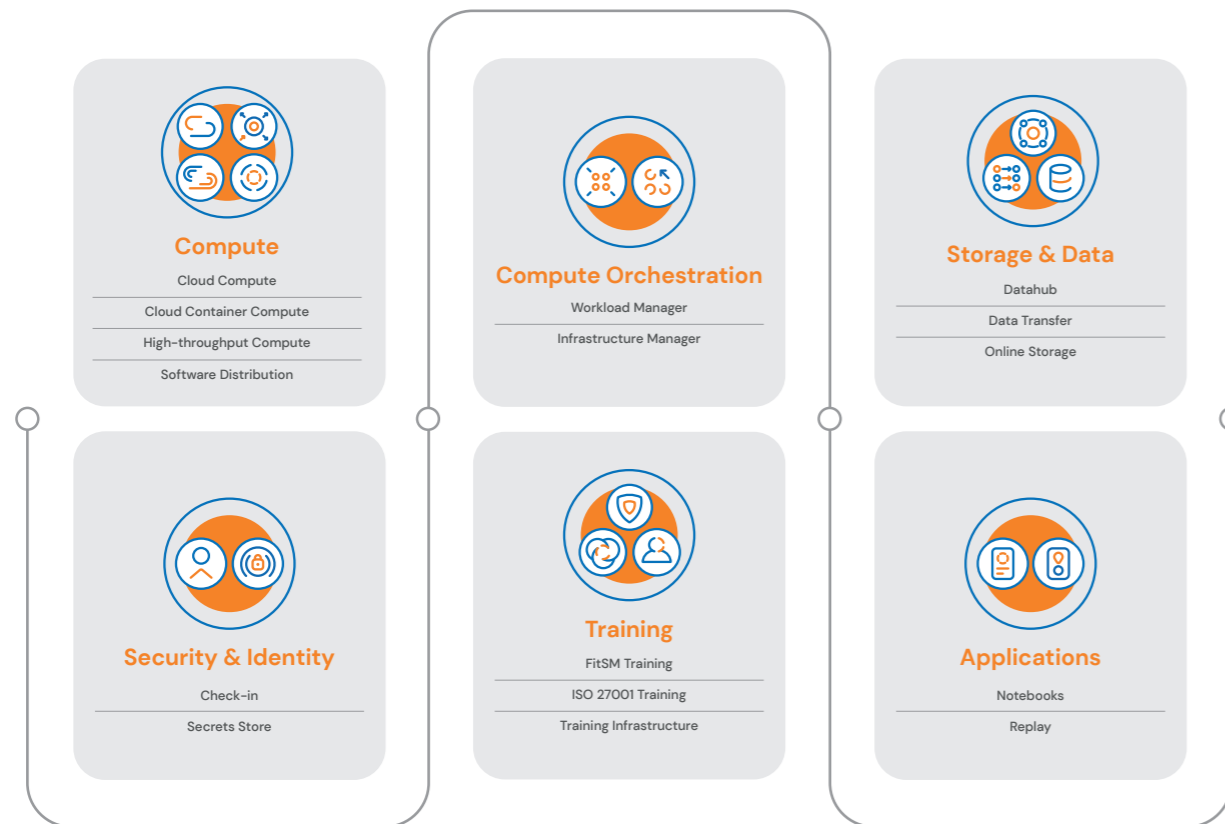 Compute
Cloud Compute
Cloud Container Compute
High-throughput Compute
Software Distribution
Compute Orchestration
Workload Manager
Infrastructure Manager
Storage & Data
Datahub
Data Transfer
Online Storage
Security & Identity
Check-in
Secrets Store
Training
FitSM Training
ISO 27001 Training
Training Infrastructure
Applications
Notebooks
Replay